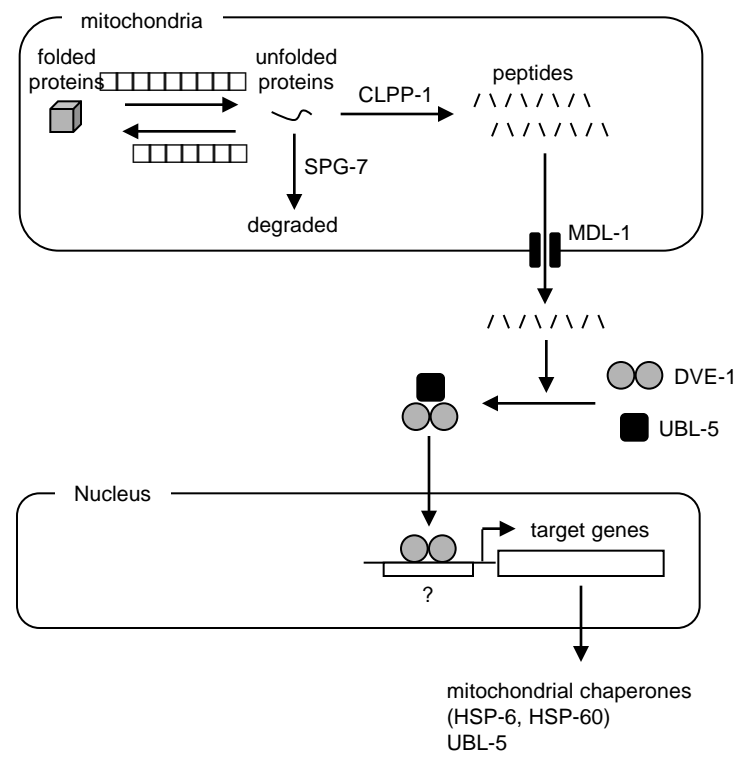 mitochondria
folded
proteins
unfolded
proteins
CLPP-1
peptides
SPG-7
degraded
MDL-1
DVE-1
UBL-5
Nucleus
target genes
?
mitochondrial chaperones
(HSP-6, HSP-60)
UBL-5